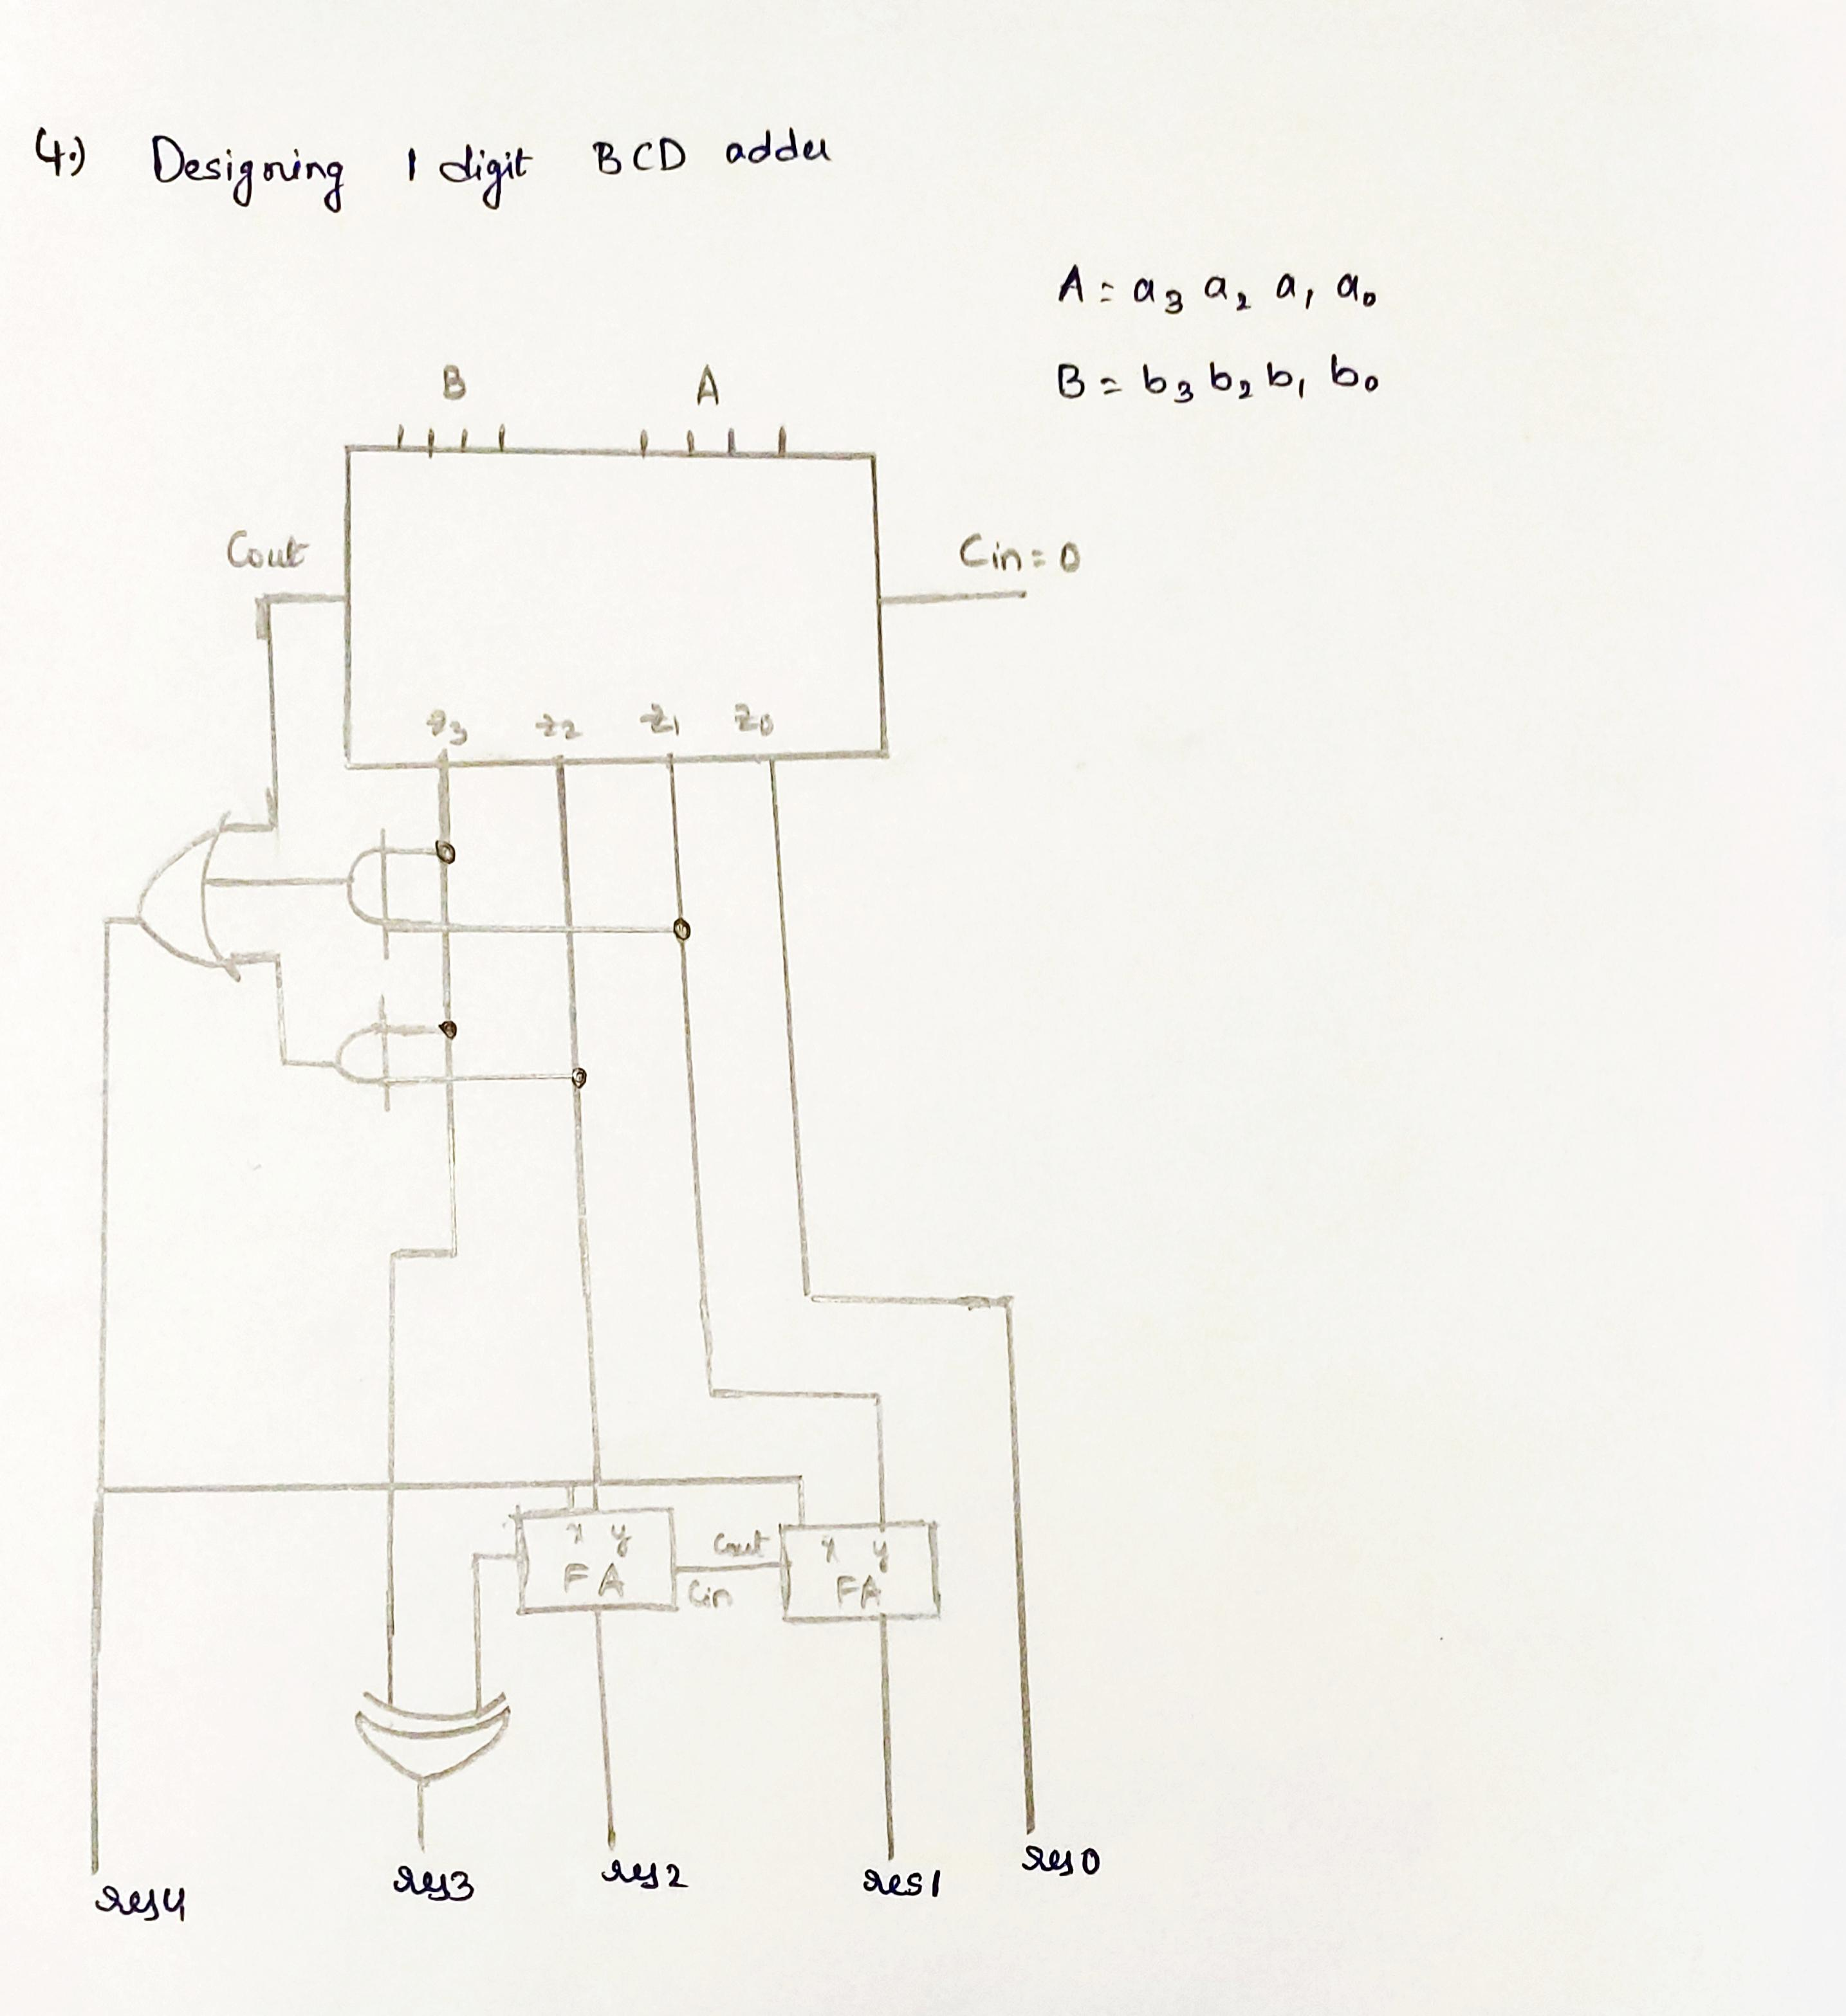 4.) Designing 1 digit BCD adder
A = a3 a2 a1 a0
B = b3 b2 b1 b0
B A
Cout Cin = 0
z3 z2 z1 z0
x y Cout x y
FA Cin FA
res4 res3 res2 res1 res0